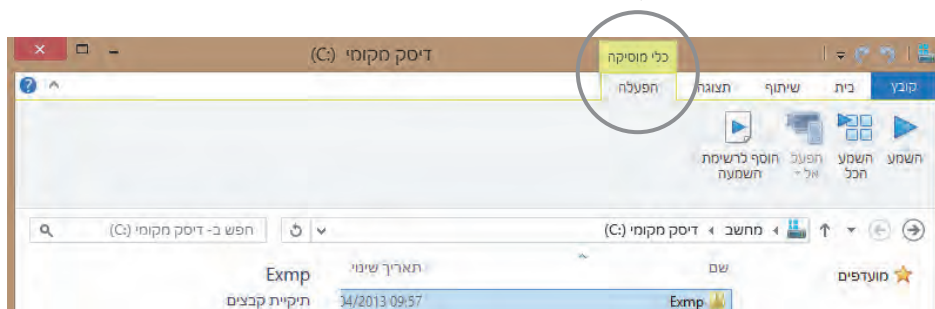 כלי מוסיקה
דיסק מקומי (C:)
קובץ בית שיתוף תצוגה הפעלה
השמע השמע הכל הפעל אל הוסף לרשימת השמעה
מחשב דיסק מקומי (C:) חפש ב- דיסק מקומי (C:)
מועדפים שם תאריך שינוי Exmp
Exmp 04/2013 09:57 תיקיית קבצים